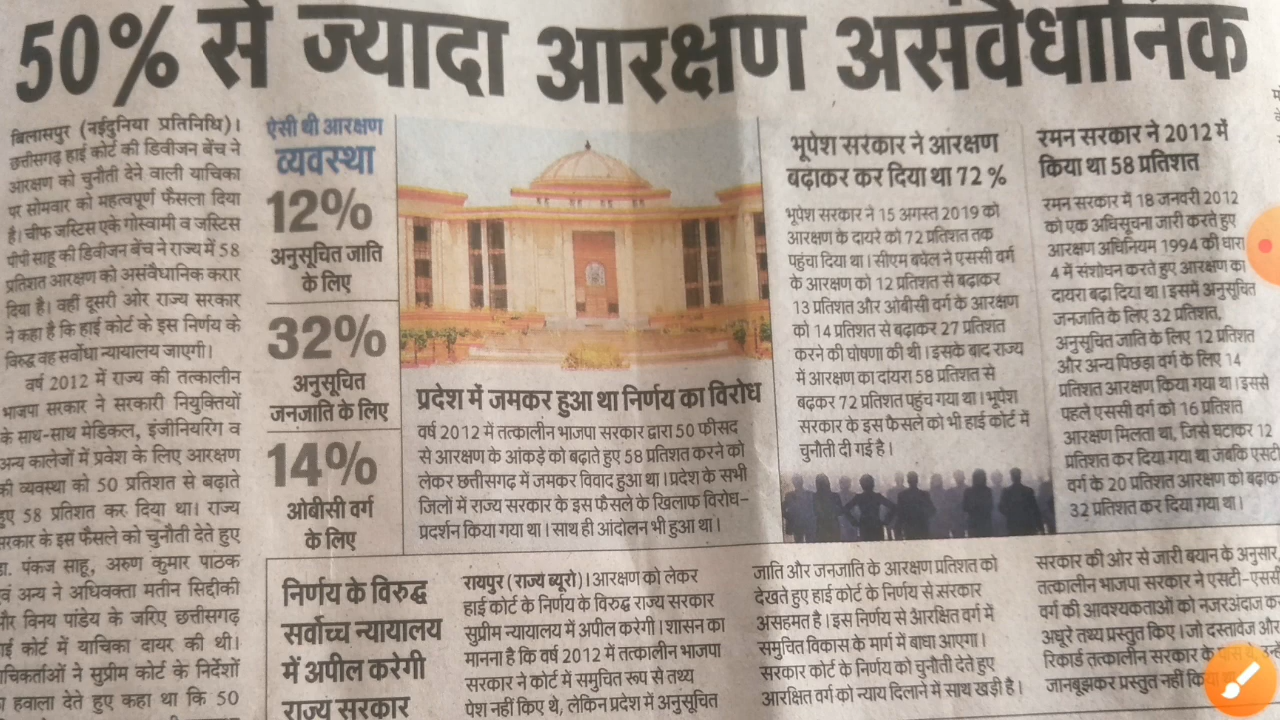 50% से ज्यादा आरक्षण असंवैधानिक
बिलासपुर (नईदुनिया प्रतिनिधि)।
छत्तीसगढ़ हाई कोर्ट की डिवीजन बेंच ने
आरक्षण को चुनौती देने वाली याचिका
पर सोमवार को महत्वपूर्ण फैसला दिया
है। चीफ जस्टिस एके गोस्वामी व जस्टिस
पीपी साहू की डिवीजन बेंच ने राज्य में 58
प्रतिशत आरक्षण को असंवैधानिक करार
दिया है। वहीं दूसरी ओर राज्य सरकार
ने कहा है कि हाई कोर्ट के इस निर्णय के
विरुद्ध वह सर्वोधा न्यायालय जाएगी।
वर्ष 2012 में राज्य की तत्कालीन
भाजपा सरकार ने सरकारी नियुक्तियों
के साथ-साथ मेडिकल, इंजीनियरिंग व
अन्य कालेजों में प्रवेश के लिए आरक्षण
की व्यवस्था को 50 प्रतिशत से बढ़ाते
हुए 58 प्रतिशत कर दिया था। राज्य
सरकार के इस फैसले को चुनौती देते हुए
डा. पंकज साहू, अरुण कुमार पाठक
एवं अन्य ने अधिवक्ता मतीन सिद्दीकी
और विनय पांडेय के जरिए छत्तीसगढ़
हाई कोर्ट में याचिका दायर की थी।
याचिकर्ताओं ने सुप्रीम कोर्ट के निर्देशों
का हवाला देते हुए कहा था कि 50
ऐसी थी आरक्षण
व्यवस्था
12%
अनुसूचित जाति
के लिए
32%
अनुसूचित
जनजाति के लिए
14%
ओबीसी वर्ग
के लिए
प्रदेश में जमकर हुआ था निर्णय का विरोध
वर्ष 2012 में तत्कालीन भाजपा सरकार द्वारा 50 फीसद
से आरक्षण के आंकड़े को बढ़ाते हुए 58 प्रतिशत करने को
लेकर छत्तीसगढ़ में जमकर विवाद हुआ था। प्रदेश के सभी
जिलों में राज्य सरकार के इस फैसले के खिलाफ विरोध-
प्रदर्शन किया गया था। साथ ही आंदोलन भी हुआ था।
भूपेश सरकार ने आरक्षण
बढ़ाकर कर दिया था 72 %
भूपेश सरकार ने 15 अगस्त 2019 को
आरक्षण के दायरे को 72 प्रतिशत तक
पहुंचा दिया था। सीएम बघेल ने एससी वर्ग
के आरक्षण को 12 प्रतिशत से बढ़ाकर
13 प्रतिशत और ओबीसी वर्ग के आरक्षण
को 14 प्रतिशत से बढ़ाकर 27 प्रतिशत
करने की घोषणा की थी। इसके बाद राज्य
में आरक्षण का दायरा 58 प्रतिशत से
बढ़कर 72 प्रतिशत पहुंच गया था। भूपेश
सरकार के इस फैसले को भी हाई कोर्ट में
चुनौती दी गई है।
रमन सरकार ने 2012 में
किया था 58 प्रतिशत
रमन सरकार में 18 जनवरी 2012
को एक अधिसूचना जारी करते हुए
आरक्षण अधिनियम 1994 की धारा
4 में संशोधन करते हुए आरक्षण का
दायरा बढ़ा दिया था। इसमें अनुसूचित
जनजाति के लिए 32 प्रतिशत,
अनुसूचित जाति के लिए 12 प्रतिशत
और अन्य पिछड़ा वर्ग के लिए 14
प्रतिशत आरक्षण किया गया था। इससे
पहले एससी वर्ग को 16 प्रतिशत
आरक्षण मिलता था, जिसे घटाकर 12
प्रतिशत कर दिया गया था जबकि एसटी
वर्ग के 20 प्रतिशत आरक्षण को बढ़ाक
32 प्रतिशत कर दिया गया था।
निर्णय के विरुद्ध
सर्वोच्च न्यायालय
में अपील करेगी
राज्य सरकार
रायपुर (राज्य ब्यूरो)। आरक्षण को लेकर
हाई कोर्ट के निर्णय के विरुद्ध राज्य सरकार
सुप्रीम न्यायालय में अपील करेगी। शासन का
मानना है कि वर्ष 2012 में तत्कालीन भाजपा
सरकार ने कोर्ट में समुचित रूप से तथ्य
पेश नहीं किए थे, लेकिन प्रदेश में अनुसूचित
जाति और जनजाति के आरक्षण प्रतिशत को
देखते हुए हाई कोर्ट के निर्णय से सरकार
असहमत है। इस निर्णय से आरक्षित वर्ग में
समुचित विकास के मार्ग में बाधा आएगी।
सरकार कोर्ट के निर्णय को चुनौती देते हुए
आरक्षित वर्ग को न्याय दिलाने में साथ खड़ी है।
सरकार की ओर से जारी बयान के अनुसार,
तत्कालीन भाजपा सरकार ने एसटी-एससी
वर्ग की आवश्यकताओं को नजरअंदाज क
अधूरे तथ्य प्रस्तुत किए। जो दस्तावेज और
रिकार्ड तत्कालीन सरकार के
जानबूझकर प्रस्तुत नहीं